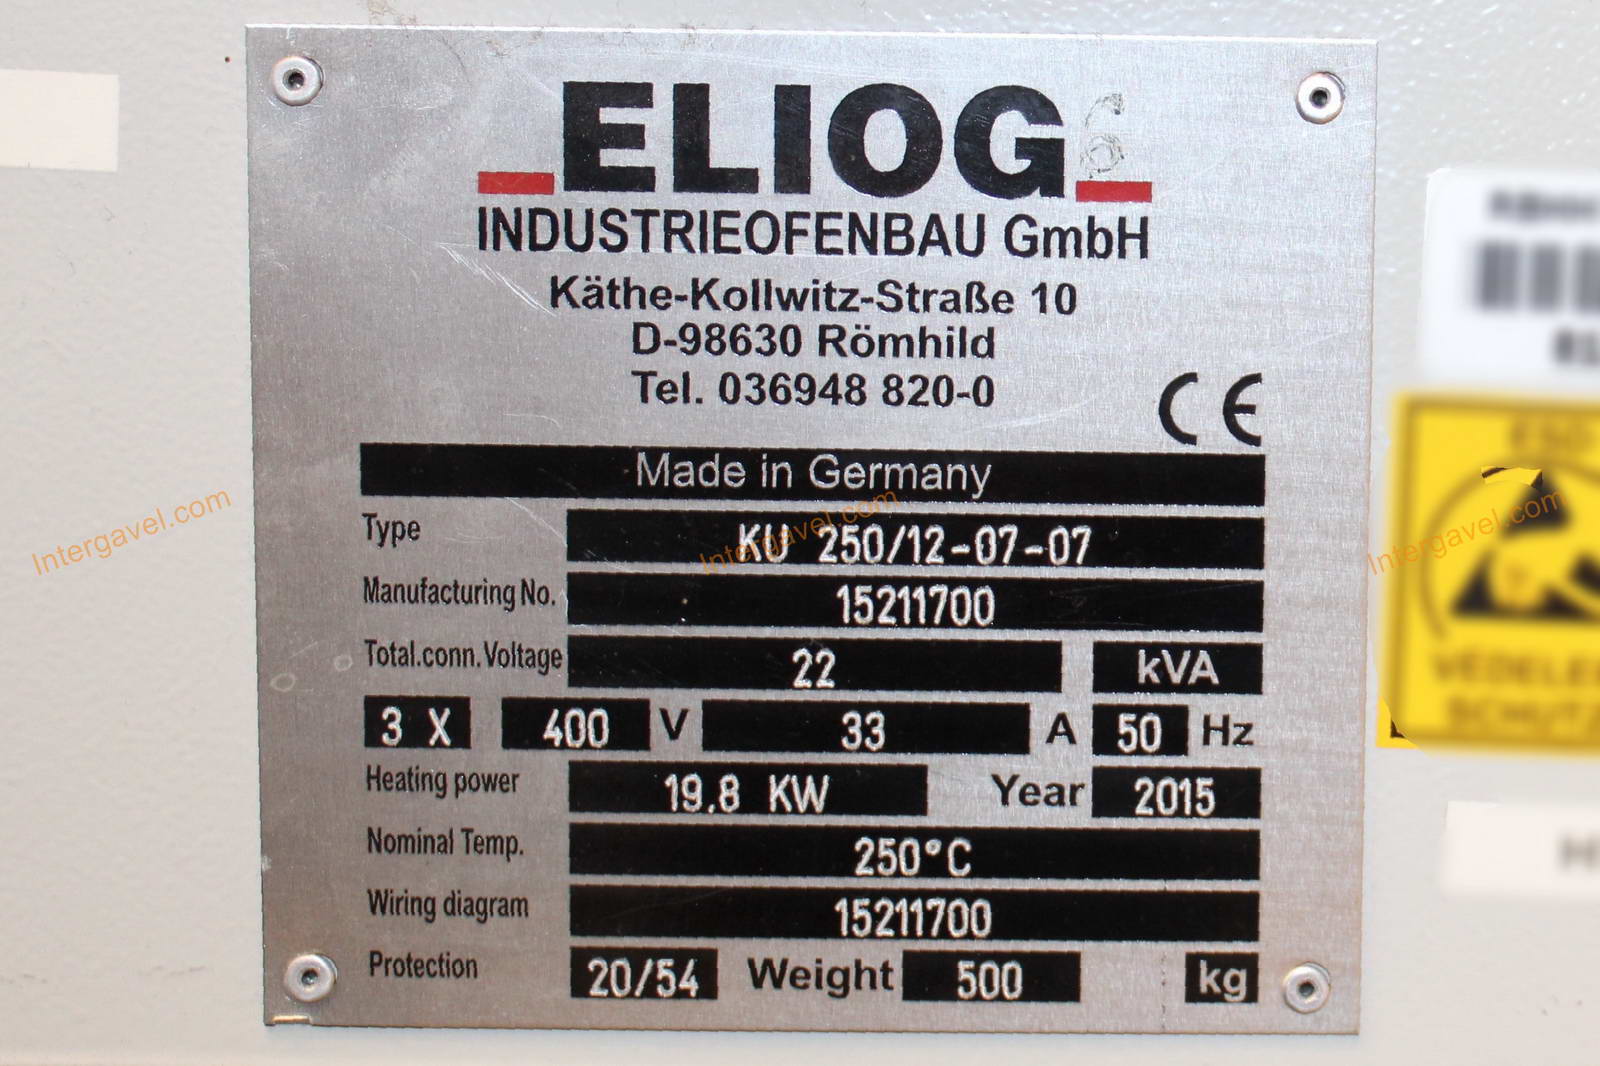 ELIOG 6
INDUSTRIEOFENBAU GmbH
Käthe-Kollwitz-Straße 10
D-98630 Römhild
Tel. 036948 820-0
CE
Made in Germany
Type KU 250/12-07-07
Manufacturing No. 15211700
Total.conn.Voltage 22 kVA
3 X 400 V 33 A 50 Hz
Heating power 19.8 KW Year 2015
Nominal Temp. 250°C
Wiring diagram 15211700
Protection 20/54 Weight 500 kg
Intergavel.com
Intergavel.com
Intergavel.com
ESD